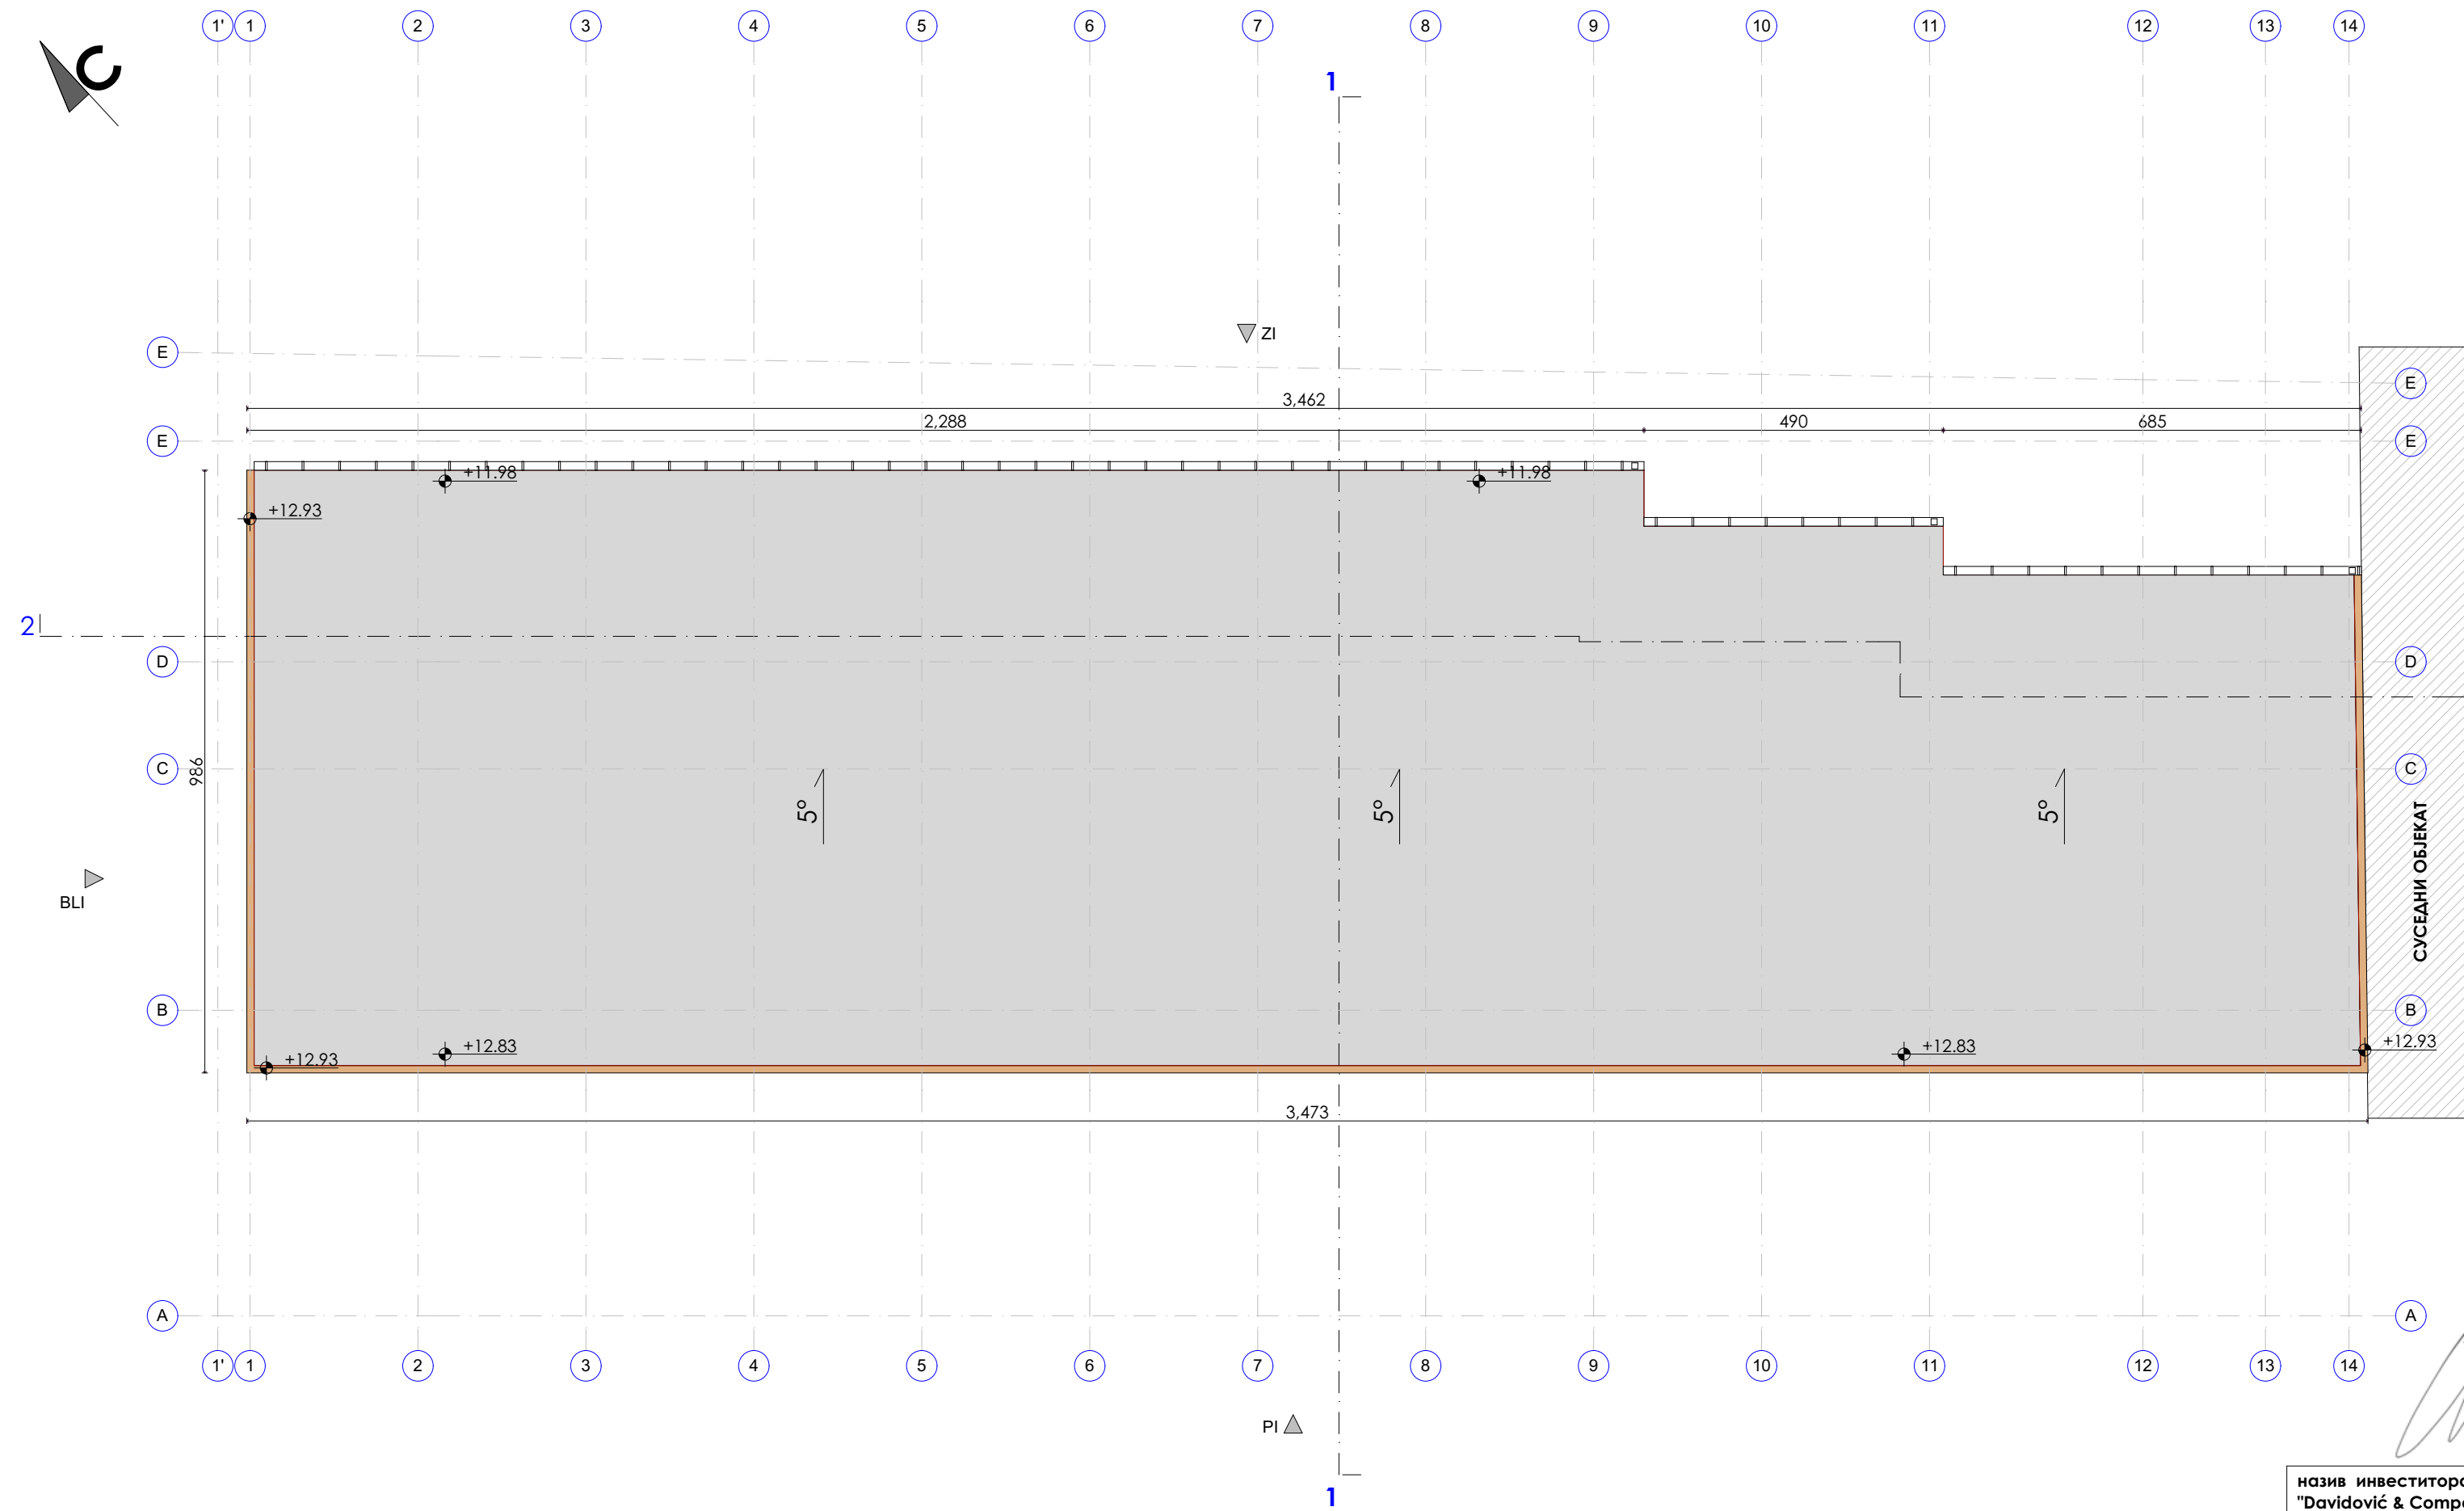 1' 1 2 3 4 5 6 7 8 9 10 11 12 13 14
C
1
ZI
E
E
3,462
2,288 490 685
E E
+11.98 +11.98
+12.93
2
D D
C C
986
5° 5° 5°
СУСЕДНИ ОБЈЕКАТ
BLI
B B
+12.83 +12.83 +12.93
+12.93
3,473
A A
1' 1 2 3 4 5 6 7 8 9 10 11 12 13 14
PI
1
назив
"Davidović &